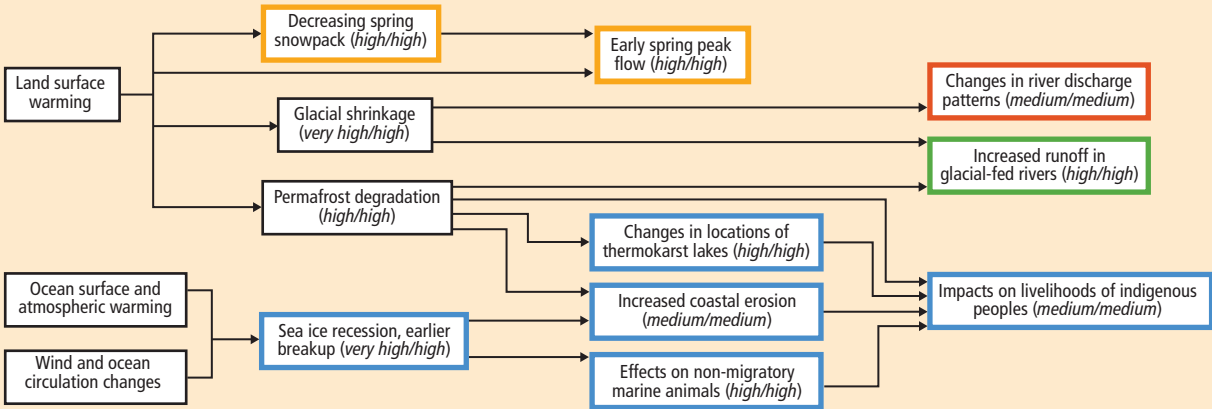 Decreasing spring
snowpack (high/high)
Early spring peak
flow (high/high)
Land surface
warming
Changes in river discharge
patterns (medium/medium)
Glacial shrinkage
(very high/high)
Increased runoff in
glacial-fed rivers (high/high)
Permafrost degradation
(high/high)
Changes in locations of
thermokarst lakes (high/high)
Ocean surface and
atmospheric warming
Increased coastal erosion
(medium/medium)
Impacts on livelihoods of indigenous
peoples (medium/medium)
Sea ice recession, earlier
breakup (very high/high)
Wind and ocean
circulation changes
Effects on non-migratory
marine animals (high/high)